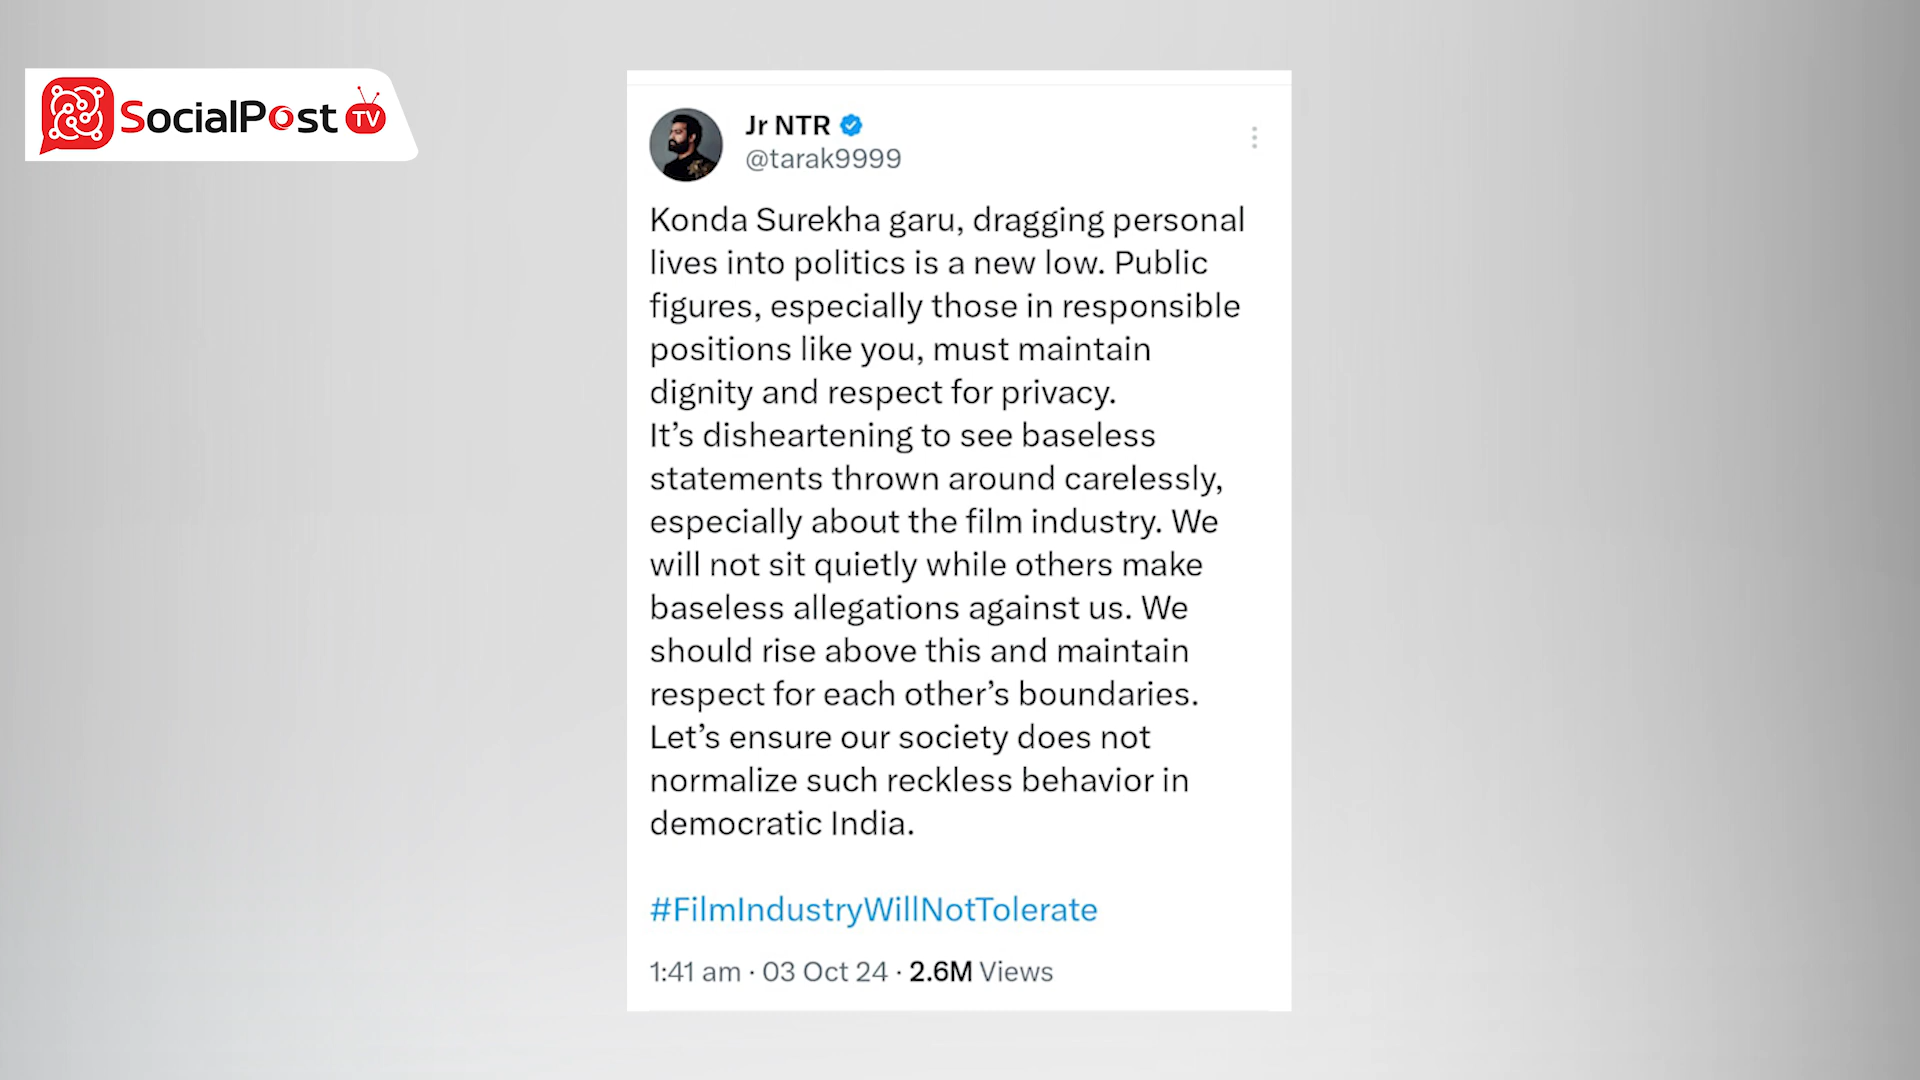 SocialPost TV
Jr NTR
@tarak9999
Konda Surekha garu, dragging personal
lives into politics is a new low. Public
figures, especially those in responsible
positions like you, must maintain
dignity and respect for privacy.
It’s disheartening to see baseless
statements thrown around carelessly,
especially about the film industry. We
will not sit quietly while others make
baseless allegations against us. We
should rise above this and maintain
respect for each other’s boundaries.
Let’s ensure our society does not
normalize such reckless behavior in
democratic India.
#FilmIndustryWillNotTolerate
1:41 am · 03 Oct 24 · 2.6M Views